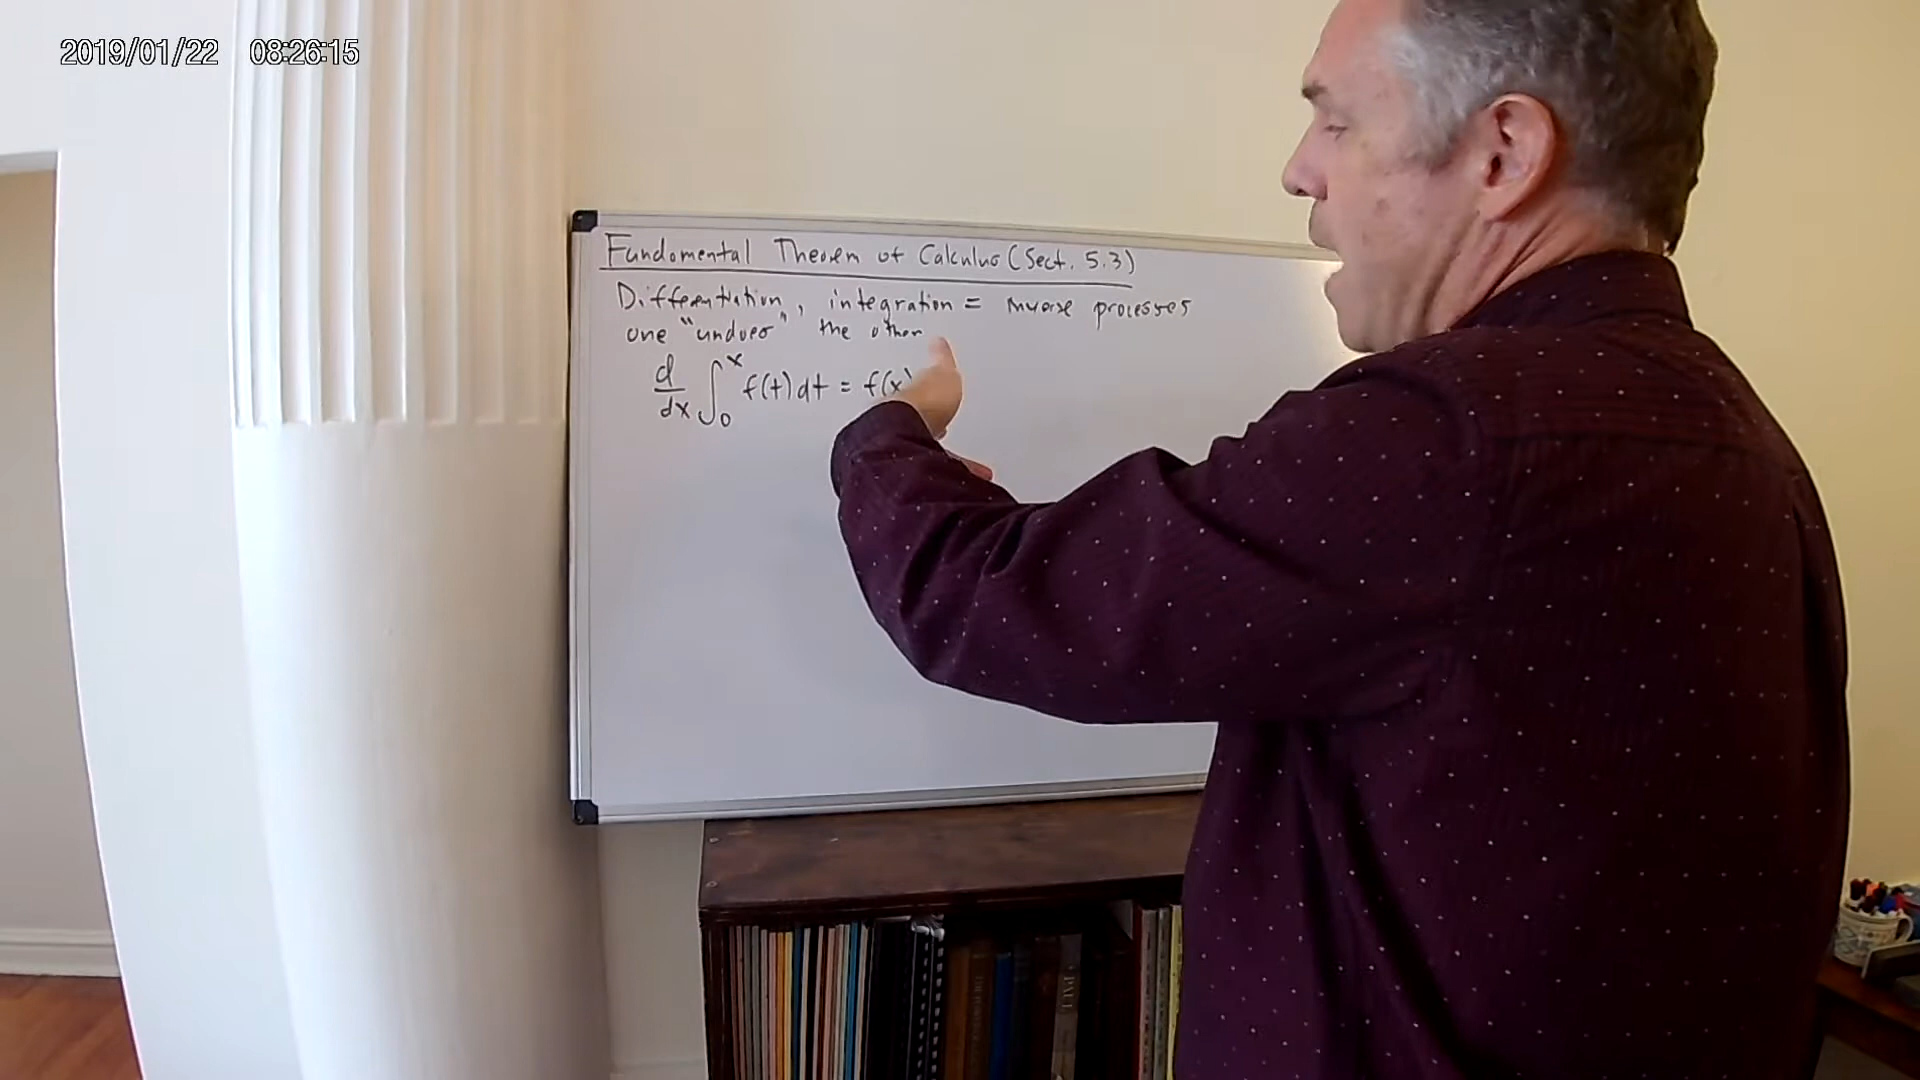 2019/01/22 08:26:15
Fundamental Theorem of Calculus (Sect. 5.3)
Differentiation, integration = inverse processes
one "undoes" the other
d/dx ∫₀ˣ f(t)dt = f(x)